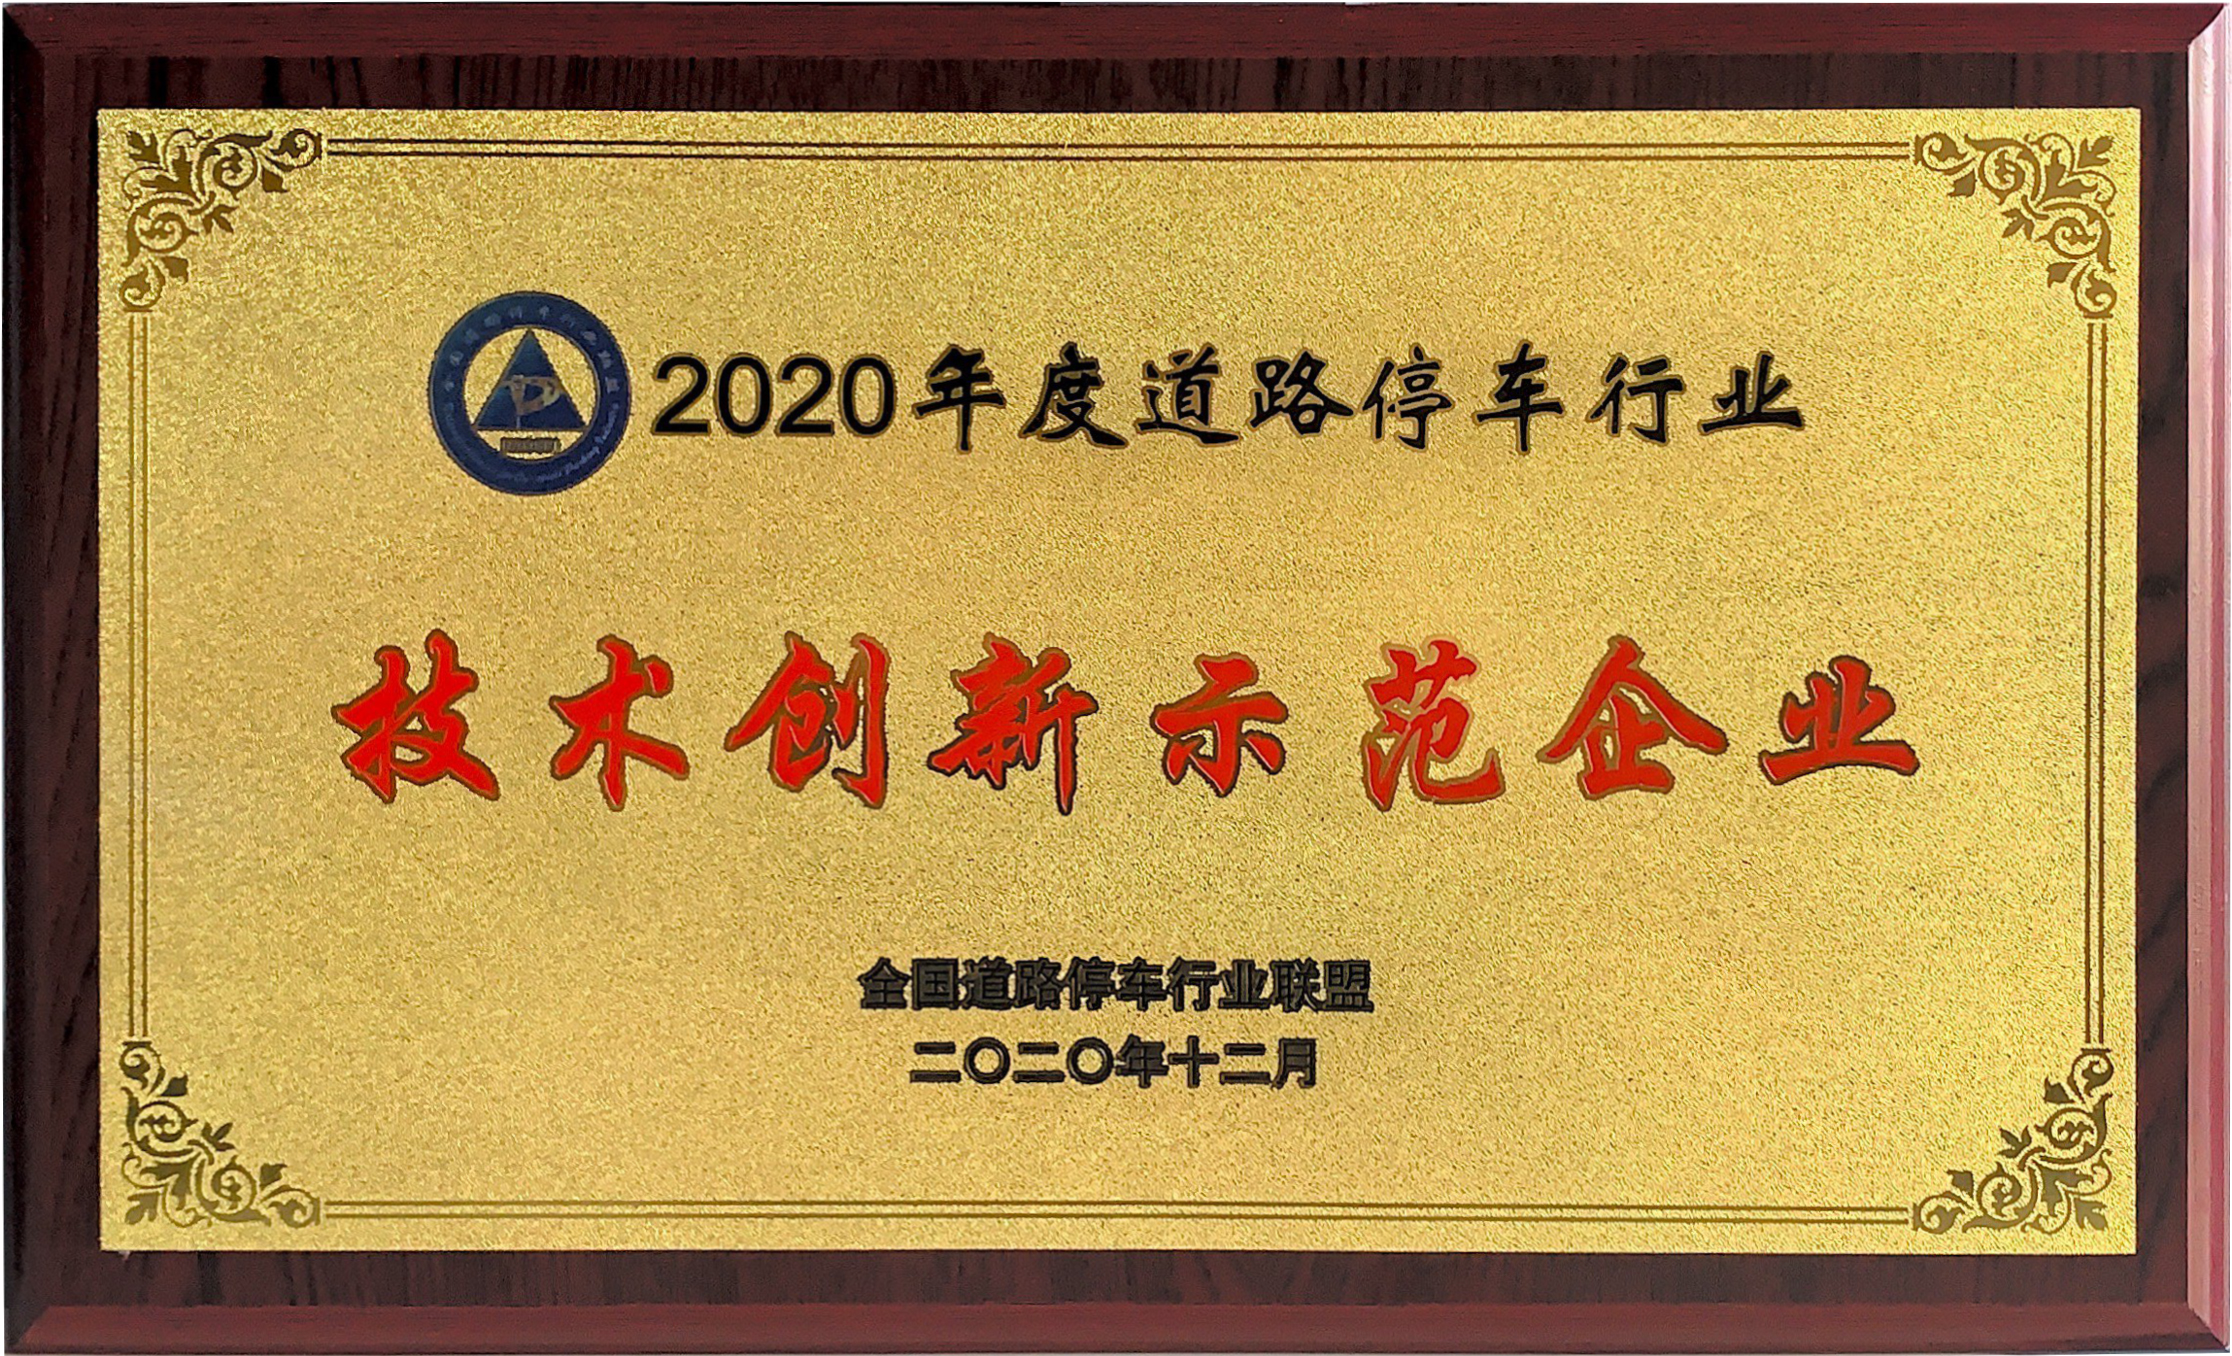 2020年度道路停车行业
技术创新示范企业
全国道路停车行业联盟
二〇二〇年十二月